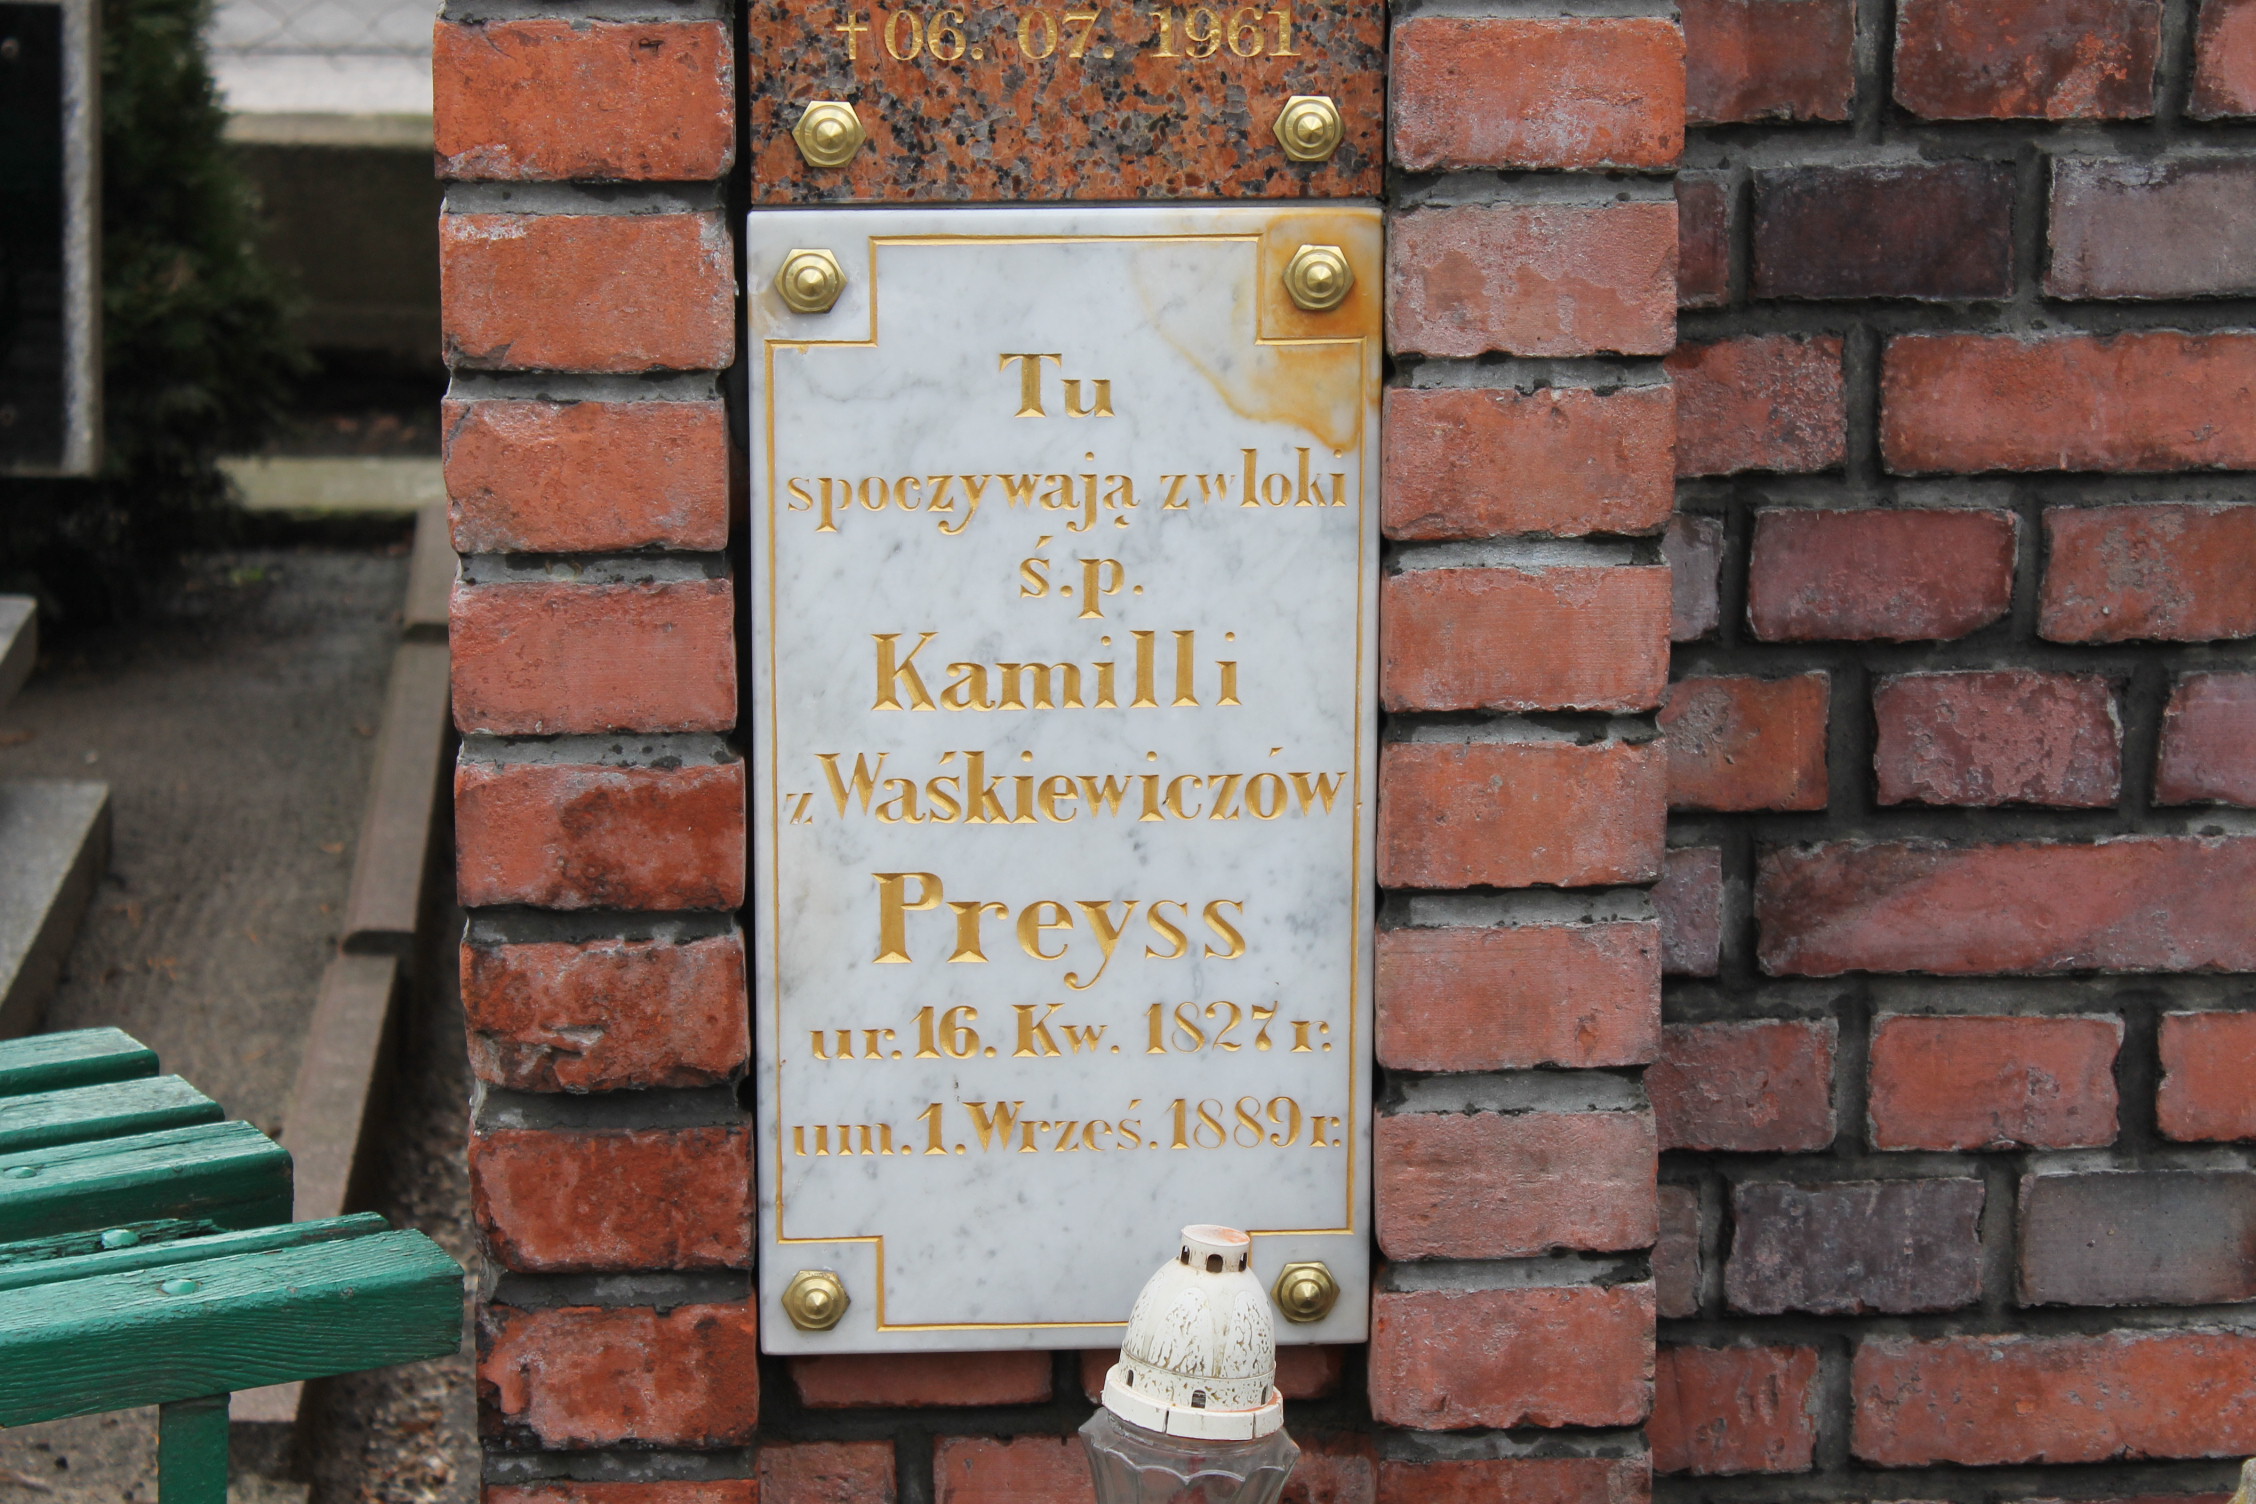 †06. 07. 1961
Tu
spoczywają zwloki
ś.p.
Kamilli
z Waśkiewiczów
Preyss
ur. 16. Kw. 1827 r.
um. 1. Wrześ. 1889 r.